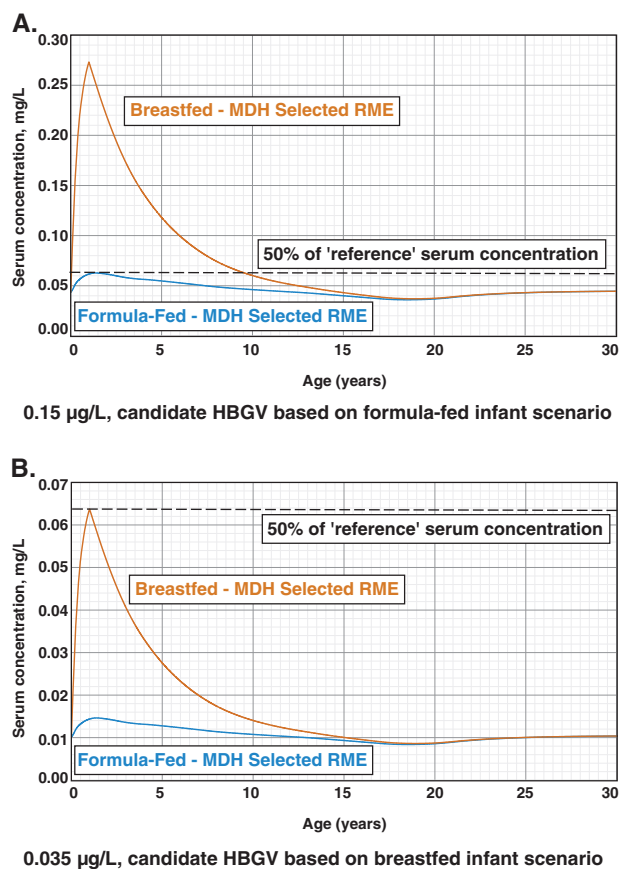 A.
0.30
0.25
0.20
0.15
0.10
0.05
0.00
Serum concentration, mg/L
Breastfed - MDH Selected RME
50% of 'reference' serum concentration
Formula-Fed - MDH Selected RME
0 5 10 15 20 25 30
Age (years)
0.15 µg/L, candidate HBGV based on formula-fed infant scenario
B.
0.07
0.06
0.05
0.04
0.03
0.02
0.01
0.00
Serum concentration, mg/L
50% of 'reference' serum concentration
Breastfed - MDH Selected RME
Formula-Fed - MDH Selected RME
0 5 10 15 20 25 30
Age (years)
0.035 µg/L, candidate HBGV based on breastfed infant scenario